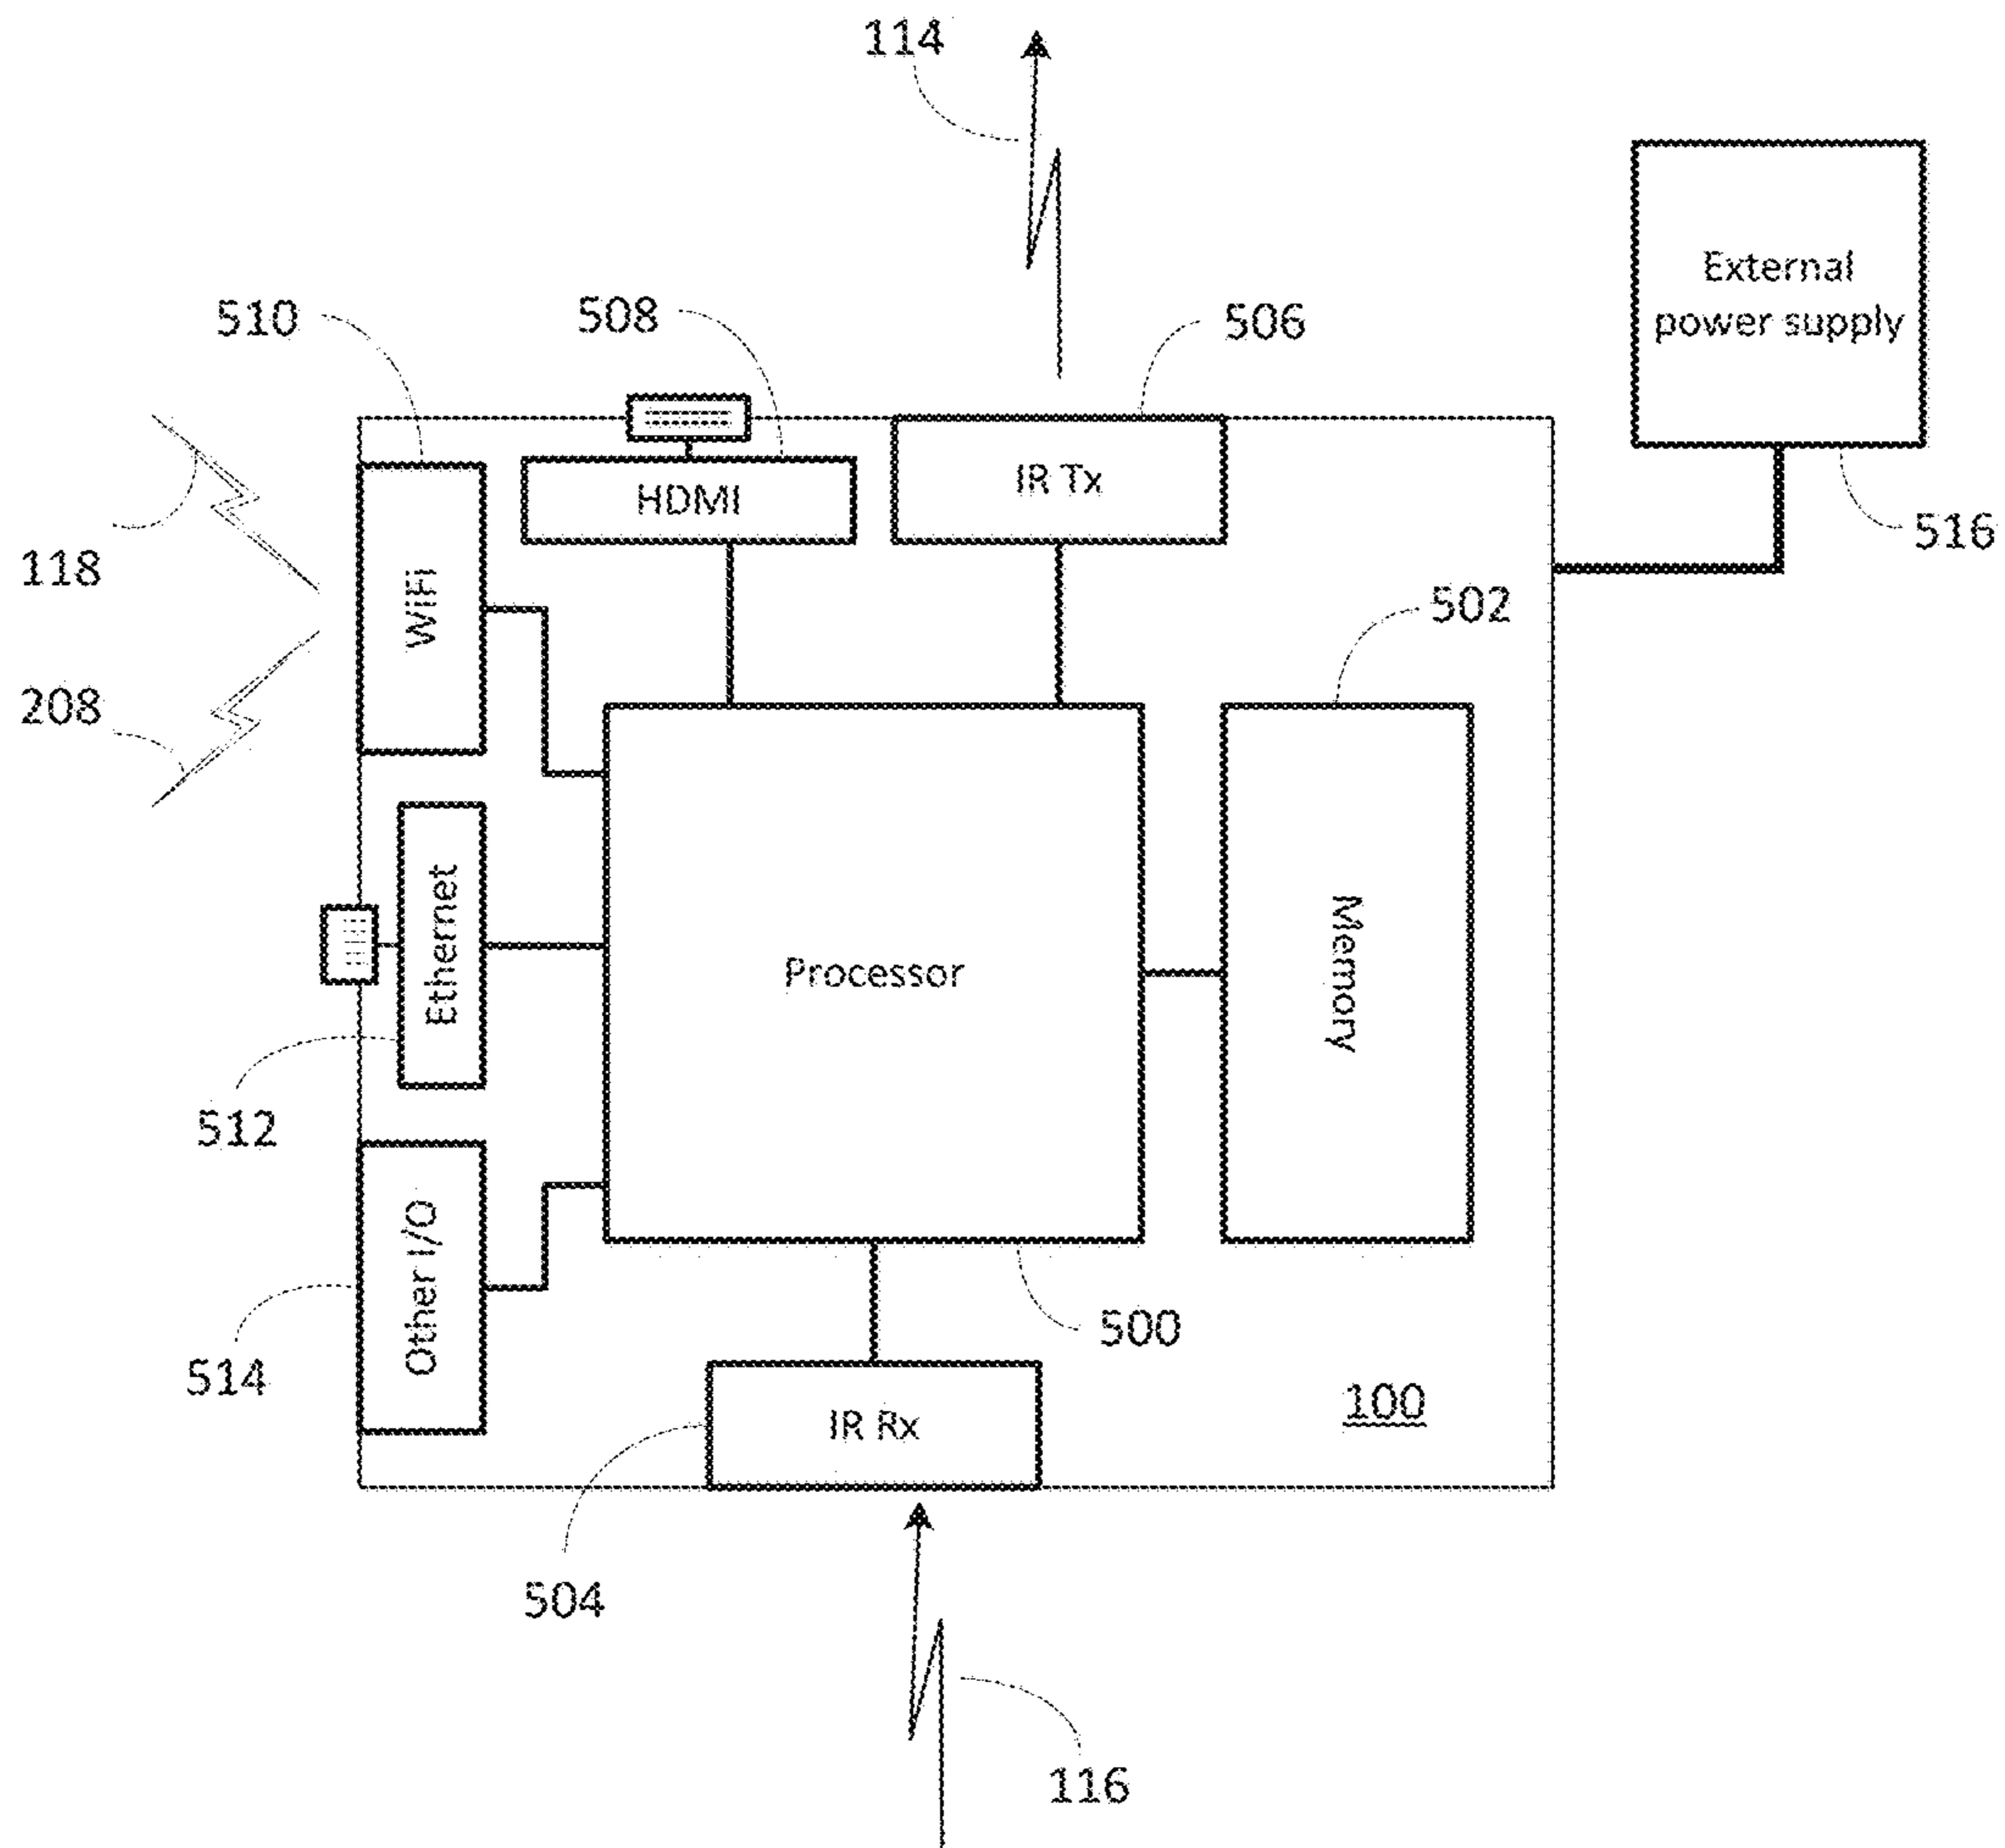 114
External
power supply
510
508
506
516
HDMI
IR Tx
118
WiFi
502
208
Ethernet
Processor
Memory
512
Other I/O
500
514
100
IR Rx
504
116